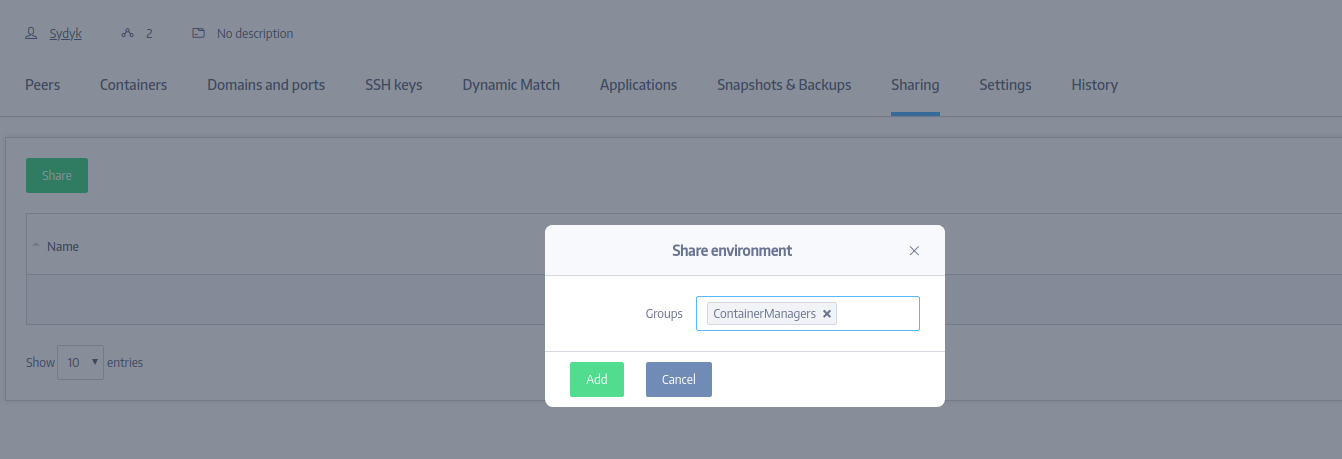 Sydyk 2 No description
Peers Containers Domains and ports SSH keys Dynamic Match Applications Snapshots & Backups Sharing Settings History
Share
Name
Share environment
Groups ContainerManagers
Show 10 entries
Add Cancel